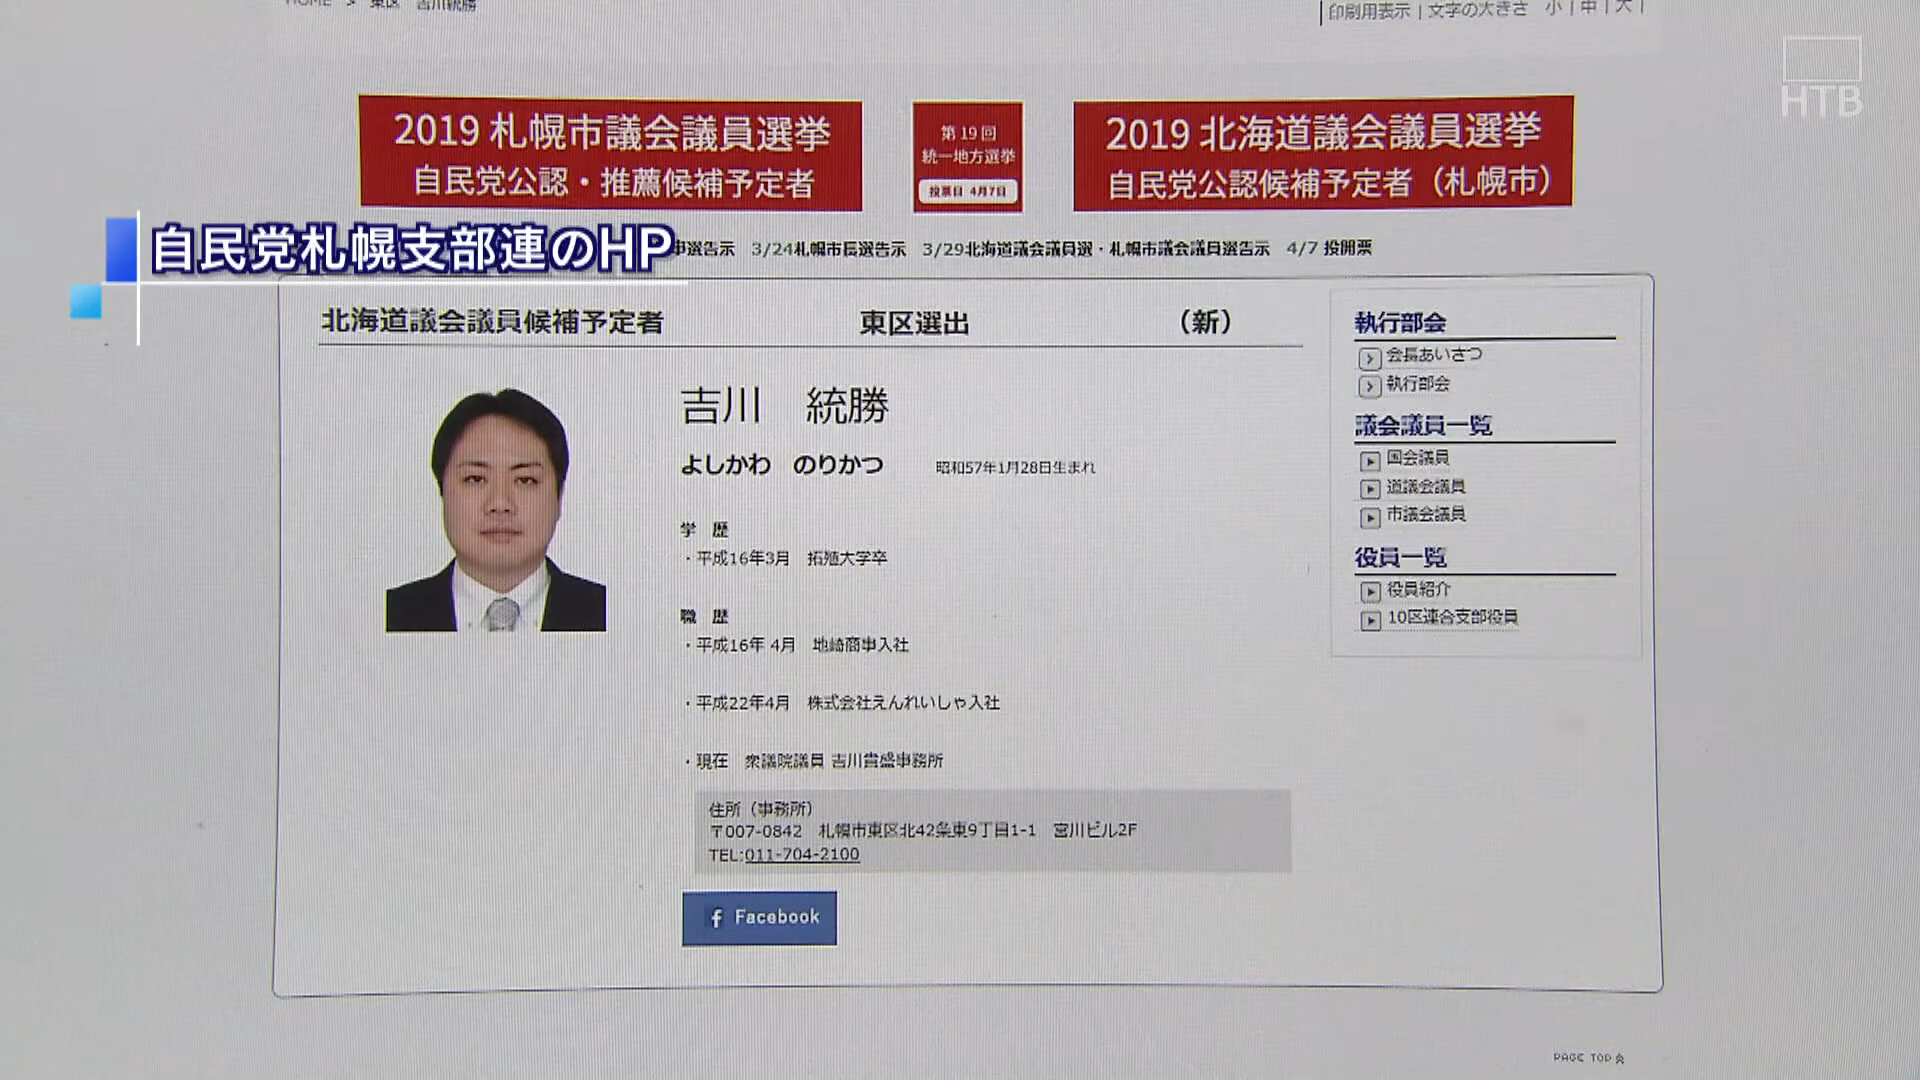 HOME > 東区 吉川統勝
印刷用表示 | 文字の大きさ 小 | 中 | 大 |
HTB
2019 札幌市議会議員選挙
自民党公認・推薦候補予定者
第19回
統一地方選挙
投票日 4月7日
2019 北海道議会議員選挙
自民党公認候補予定者（札幌市）
自民党札幌支部連のHP
事選告示 3/24札幌市長選告示 3/29北海道議会議員選・札幌市議会議員選告示 4/7 投開票
北海道議会議員候補予定者 東区選出 （新）
吉川 統勝
よしかわ のりかつ 昭和57年1月28日生まれ
学 歴
・平成16年3月 拓殖大学卒
職 歴
・平成16年 4月 地崎商事入社
・平成22年4月 株式会社えんれいしゃ入社
・現在 衆議院議員 吉川貴盛事務所
住所（事務所）
〒007-0842 札幌市東区北42条東9丁目1-1 宮川ビル2F
TEL:011-704-2100
Facebook
執行部会
会長あいさつ
執行部会
議会議員一覧
国会議員
道議会議員
市議会議員
役員一覧
役員紹介
10区連合支部役員
PAGE TOP